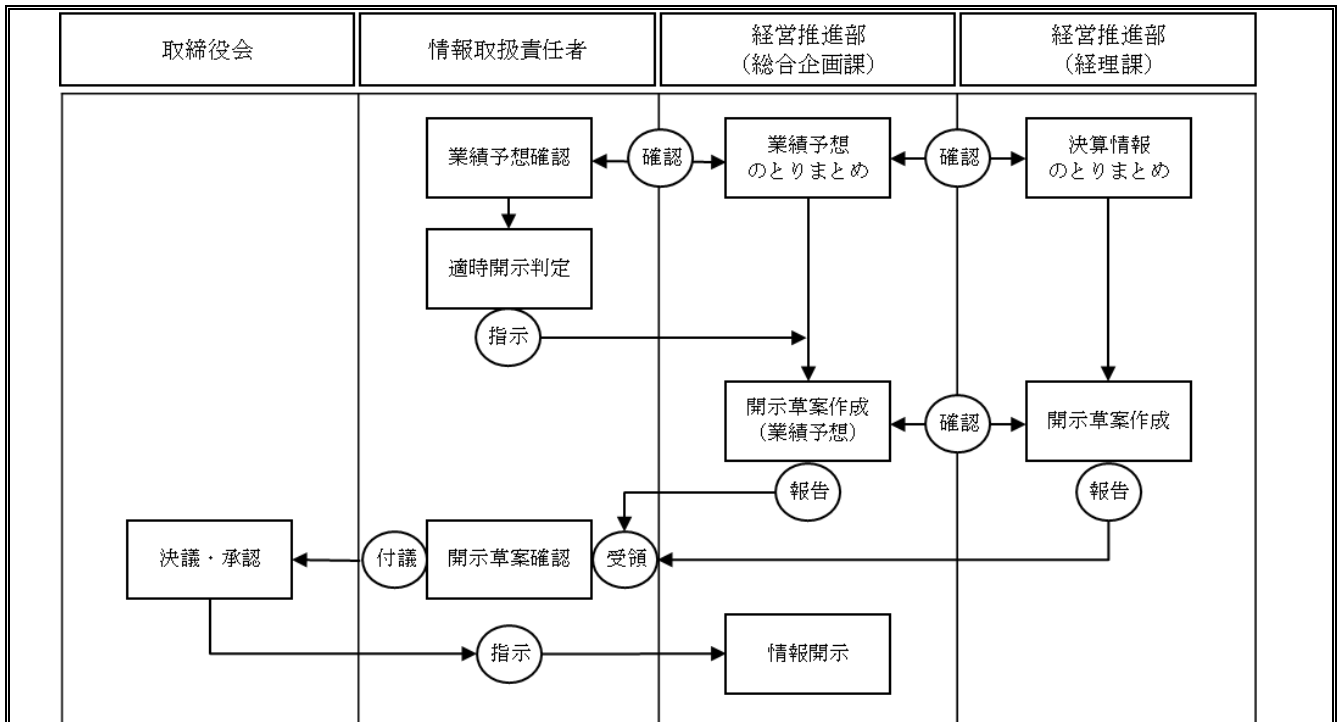 取締役会
情報取扱責任者
経営推進部
(総合企画課)
経営推進部
(経理課)
業績予想確認
確認
業績予想
のとりまとめ
確認
決算情報
のとりまとめ
適時開示判定
指示
開示草案作成
(業績予想)
確認
開示草案作成
報告
報告
決議・承認
付議
開示草案確認
受領
指示
情報開示